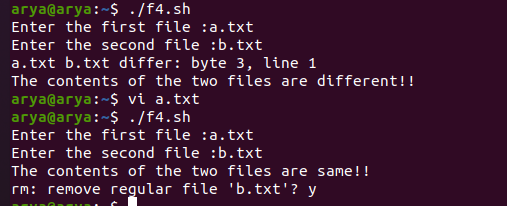 arya@arya:~$ ./f4.sh
Enter the first file :a.txt
Enter the second file :b.txt
a.txt b.txt differ: byte 3, line 1
The contents of the two files are different!!
arya@arya:~$ vi a.txt
arya@arya:~$ ./f4.sh
Enter the first file :a.txt
Enter the second file :b.txt
The contents of the two files are same!!
rm: remove regular file 'b.txt'? y
arya@arya:~$